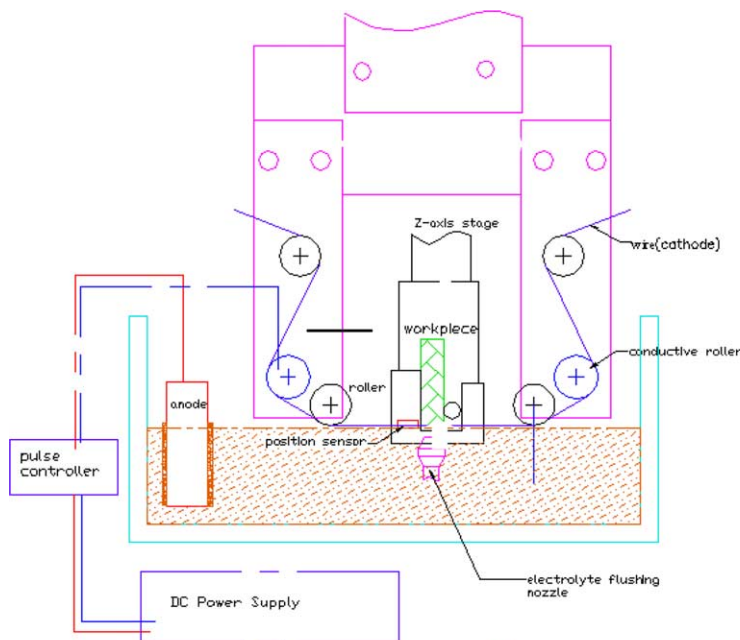 Z-axis stage
wire(cathode)
workpiece
conductive roller
roller
anode
position sensor
pulse
controller
electrolyte flushing
nozzle
DC Power Supply